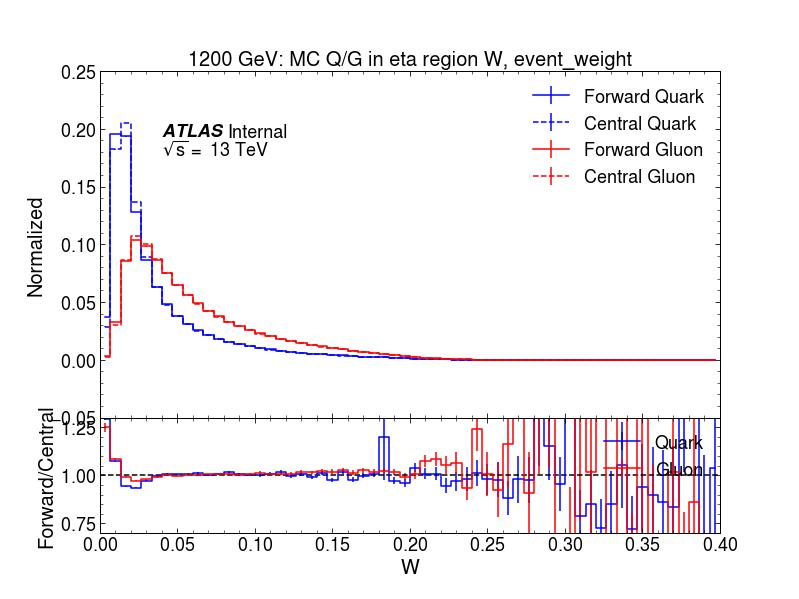 1200 GeV: MC Q/G in eta region W, event_weight
0.25
0.20
0.15
0.10
0.05
0.00
0.05
Normalized
ATLAS Internal
√s = 13 TeV
Forward Quark
Central Quark
Forward Gluon
Central Gluon
1.25
1.00
0.75
Forward/Central
Quark
Gluon
0.00 0.05 0.10 0.15 0.20 0.25 0.30 0.35 0.40
W